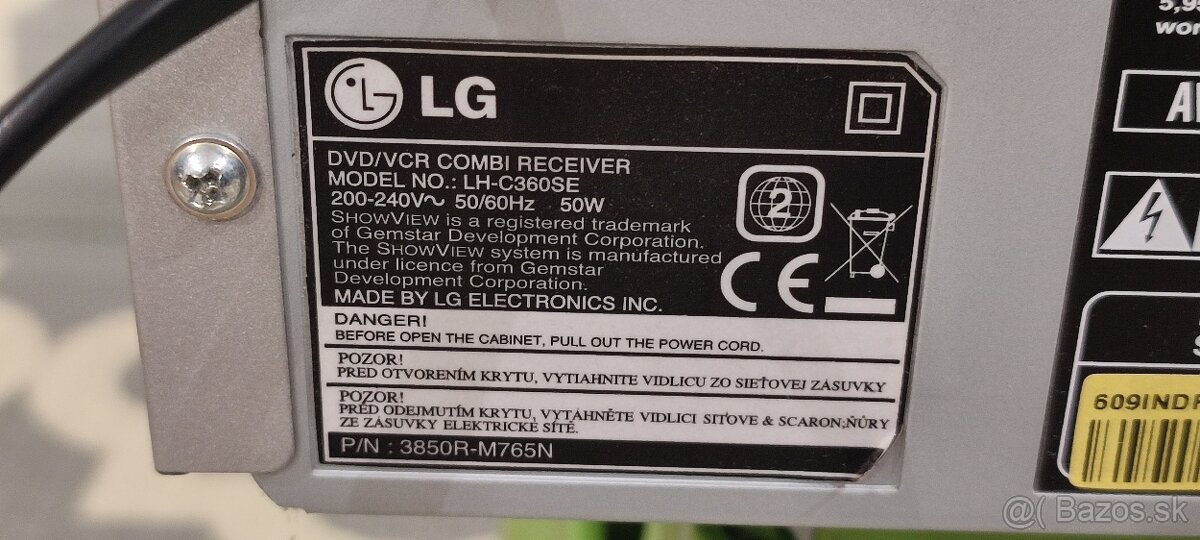 LG
DVD/VCR COMBI RECEIVER
MODEL NO.: LH-C360SE
200-240V~ 50/60Hz 50W
SHOWVIEW is a registered trademark
of Gemstar Development Corporation.
The SHOWVIEW system is manufactured
under licence from Gemstar
Development Corporation.
MADE BY LG ELECTRONICS INC.
2
CE
DANGER!
BEFORE OPEN THE CABINET, PULL OUT THE POWER CORD.
POZOR!
PRED OTVORENÍM KRYTU, VYTIAHNITE VIDLICU ZO SIEŤOVEJ ZÁSUVKY
POZOR!
PŘED ODEJMUTÍM KRYTU, VYTÁHNĚTE VIDLICI SÍŤOVE & SCARON;ŇŮRY
ZE ZÁSUVKY ELEKTRICKÉ SÍTĚ.
P/N : 3850R-M765N
609INDF
@( Bazos.sk